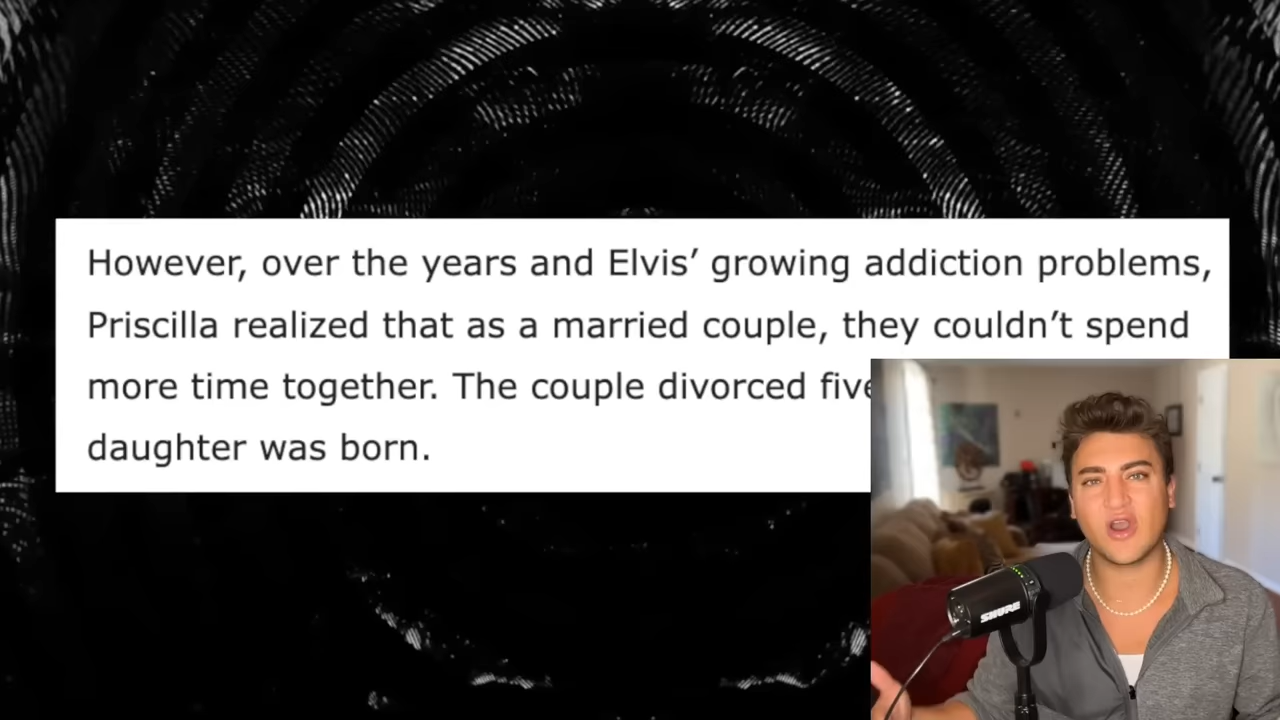 However, over the years and Elvis’ growing addiction problems,
Priscilla realized that as a married couple, they couldn’t spend
more time together. The couple divorced five
daughter was born.
SHURE